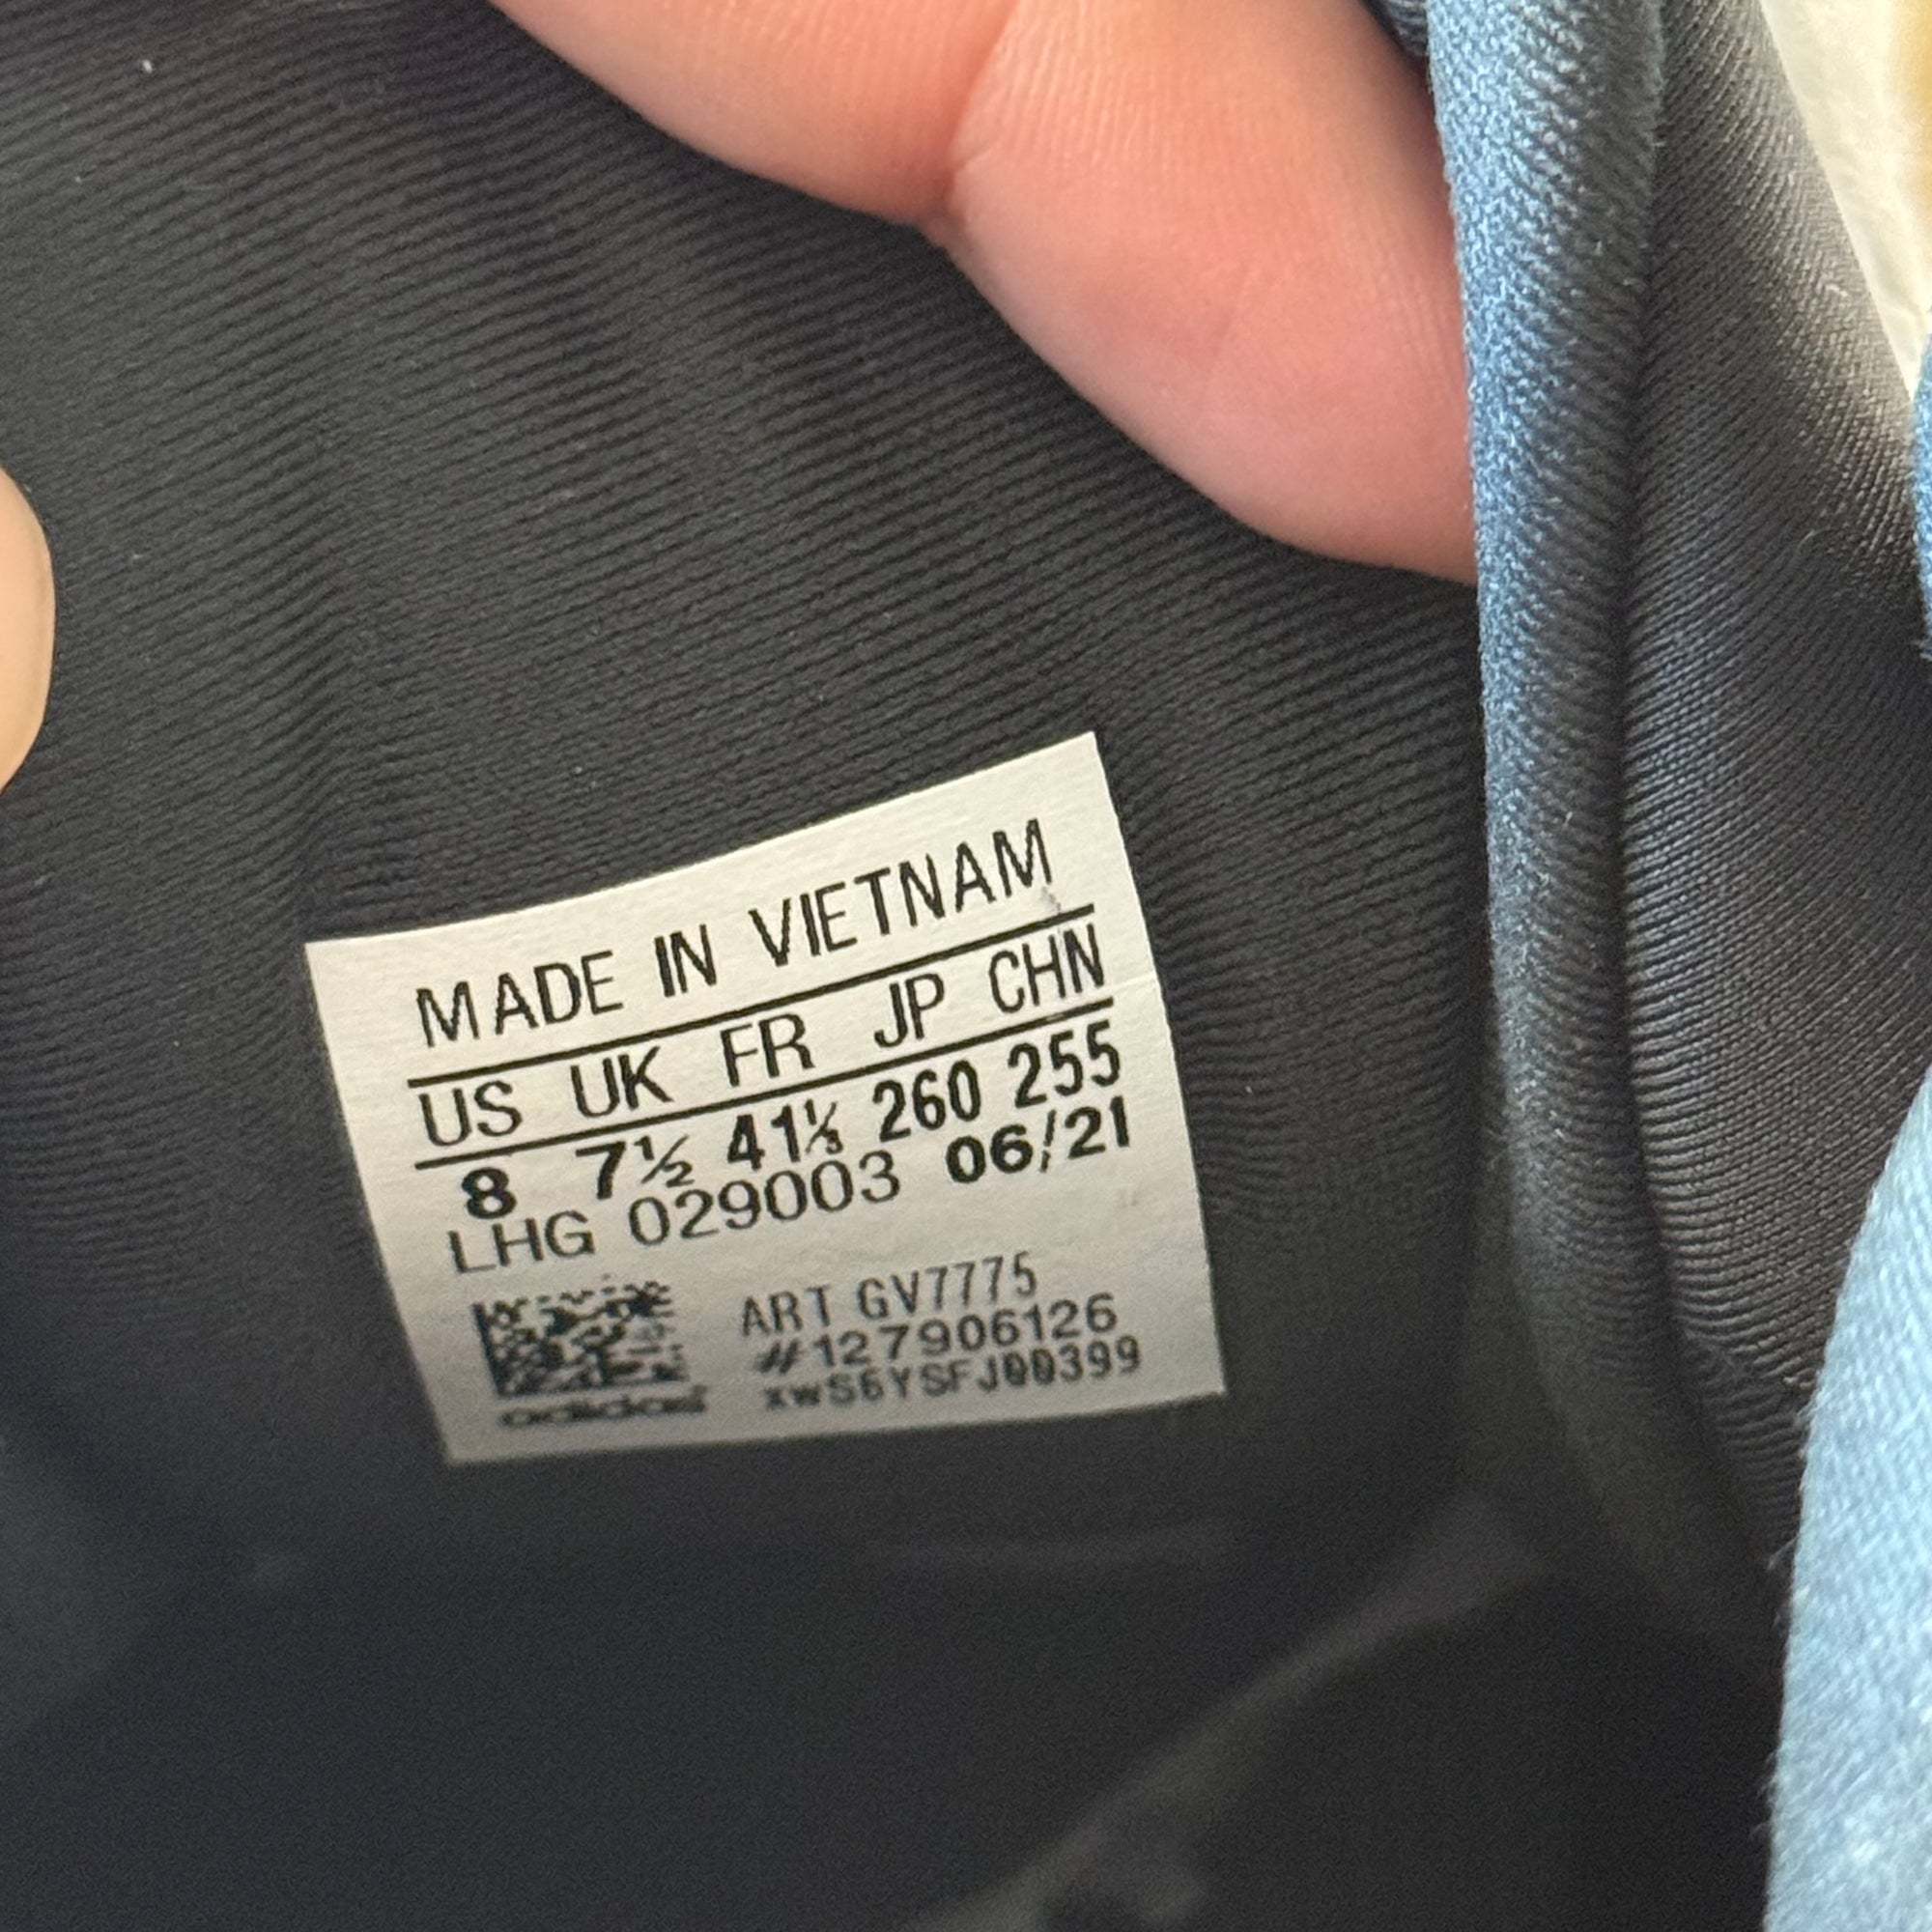 MADE IN VIETNAM
US UK FR JP CHN
8 7½ 41⅓ 260 255
LHG 029003 06/21
ART GV7775
#127906126
xwS6YSFJ00399
adidas